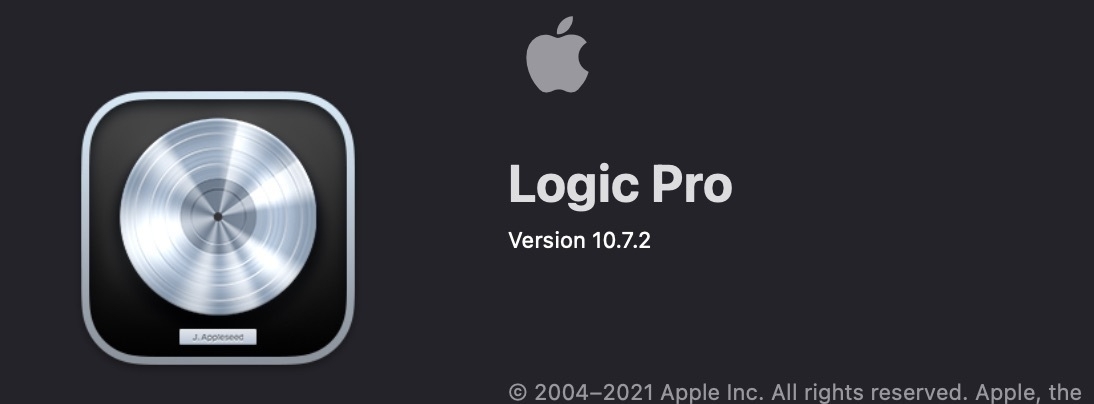 Logic Pro
Version 10.7.2
J. Appleseed
© 2004–2021 Apple Inc. All rights reserved. Apple, the